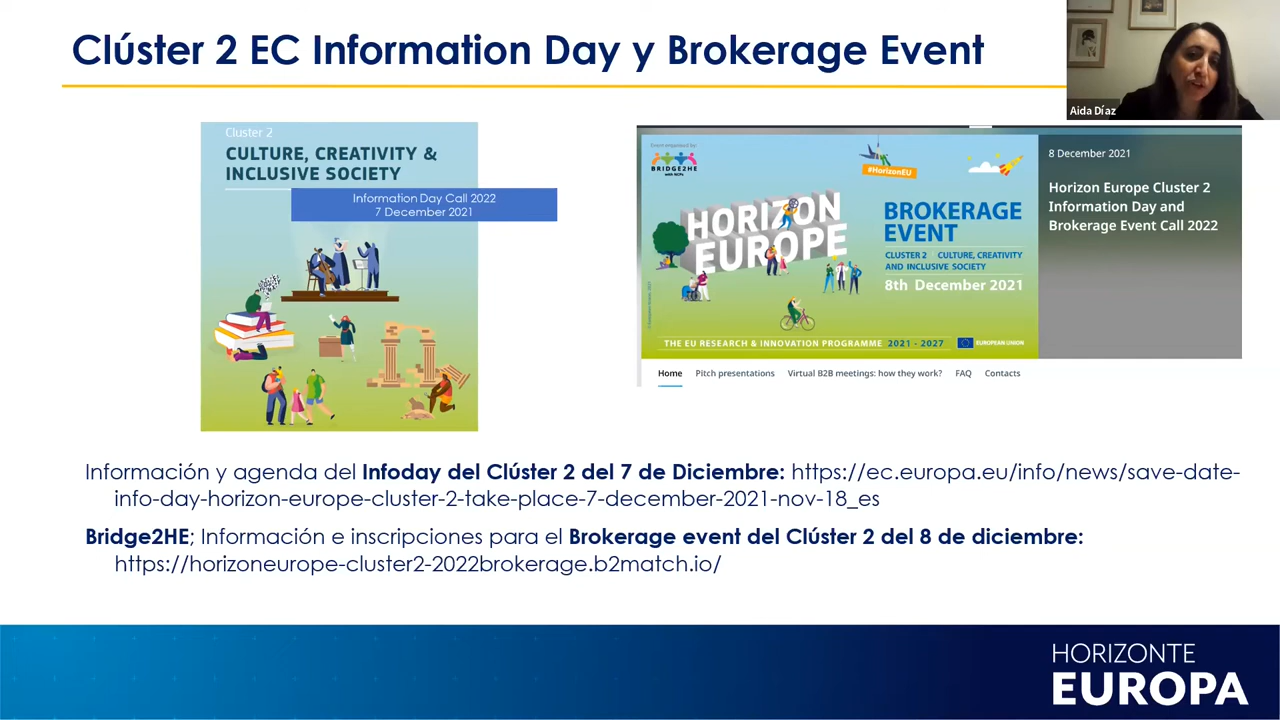 Clúster 2 EC Information Day y Brokerage Event
Aida Díaz
Cluster 2
CULTURE, CREATIVITY &
INCLUSIVE SOCIETY
Information Day Call 2022
7 December 2021
Event organised by:
BRIDGE2HE
with NCPs
#HorizonEU
HORIZON
EUROPE
BROKERAGE
EVENT
CLUSTER 2 CULTURE, CREATIVITY
AND INCLUSIVE SOCIETY
8th December 2021
THE EU RESEARCH & INNOVATION PROGRAMME 2021 - 2027
EUROPEAN UNION
8 December 2021
Horizon Europe Cluster 2
Information Day and
Brokerage Event Call 2022
Home Pitch presentations Virtual B2B meetings: how they work? FAQ Contacts
Información y agenda del Infoday del Clúster 2 del 7 de Diciembre: https://ec.europa.eu/info/news/save-date-
info-day-horizon-europe-cluster-2-take-place-7-december-2021-nov-18_es
Bridge2HE; Información e inscripciones para el Brokerage event del Clúster 2 del 8 de diciembre:
https://horizoneurope-cluster2-2022brokerage.b2match.io/
HORIZONTE
EUROPA